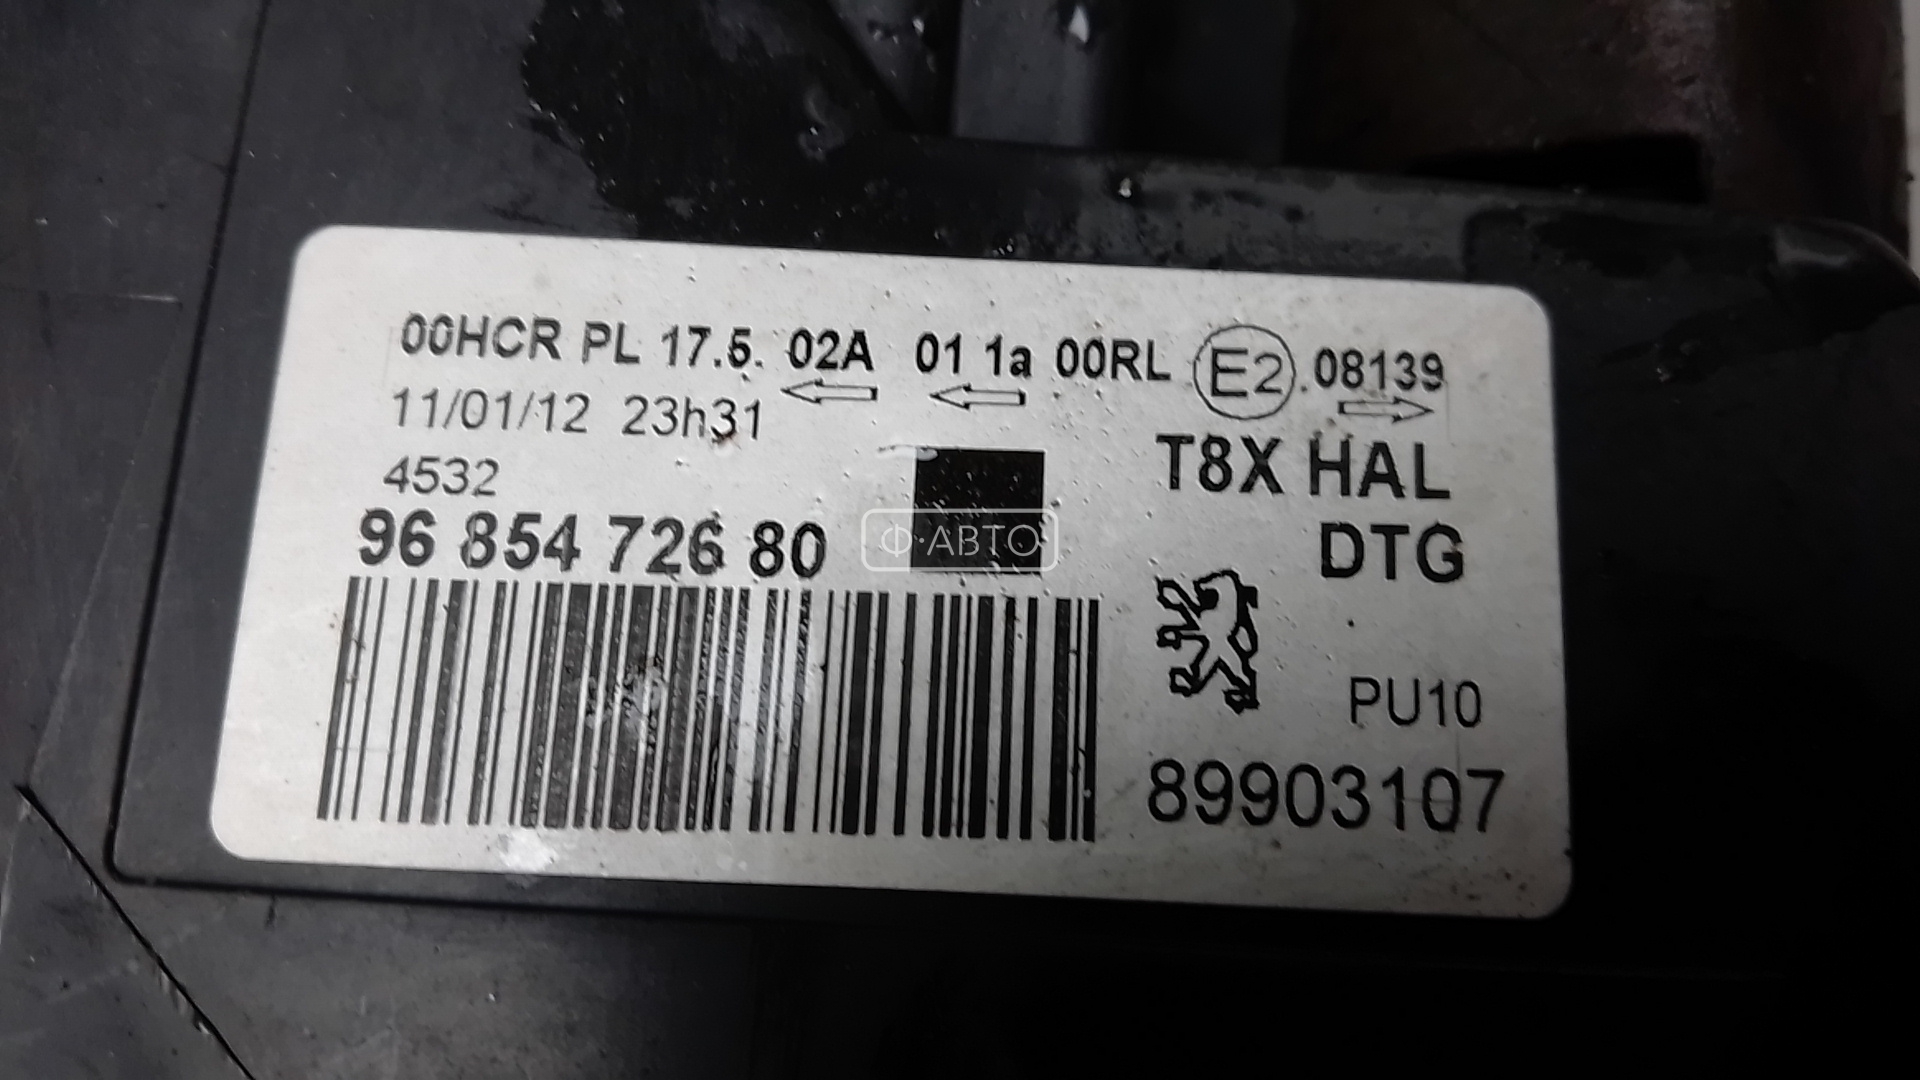 00HCR PL 17.5. 02A 01 1a 00RL E2 .08139
11/01/12 23h31
4532
T8X HAL
96 854 726 80
DTG
Ф·АВТО
PU10
89903107